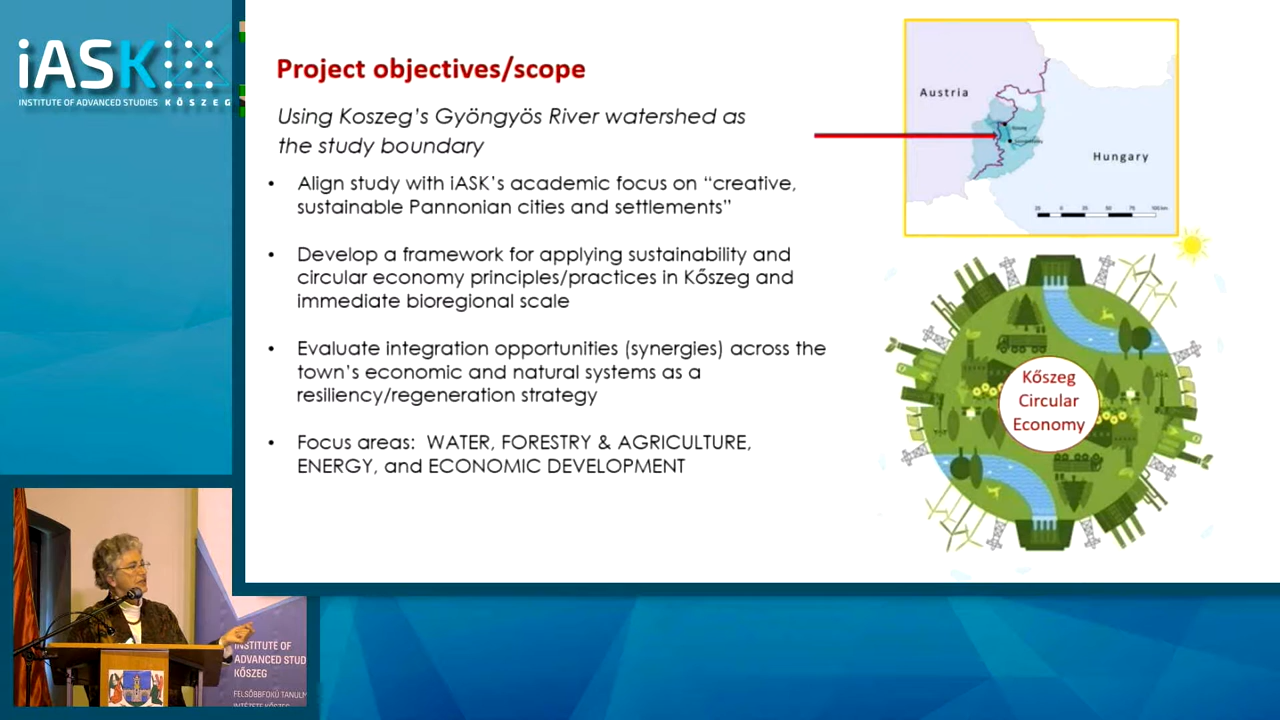 iASK
INSTITUTE OF ADVANCED STUDIES KŐSZEG
Project objectives/scope
Using Koszeg's Gyöngyös River watershed as
the study boundary
• Align study with iASK's academic focus on “creative,
sustainable Pannonian cities and settlements”
• Develop a framework for applying sustainability and
circular economy principles/practices in Kőszeg and
immediate bioregional scale
• Evaluate integration opportunities (synergies) across the
town's economic and natural systems as a
resiliency/regeneration strategy
• Focus areas: WATER, FORESTRY & AGRICULTURE,
ENERGY, and ECONOMIC DEVELOPMENT
Austria
Hungary
Kőszeg
Circular
Economy
INSTITUTE OF
ADVANCED STUD
KŐSZEG
FELSŐBBFOKÚ TANULM